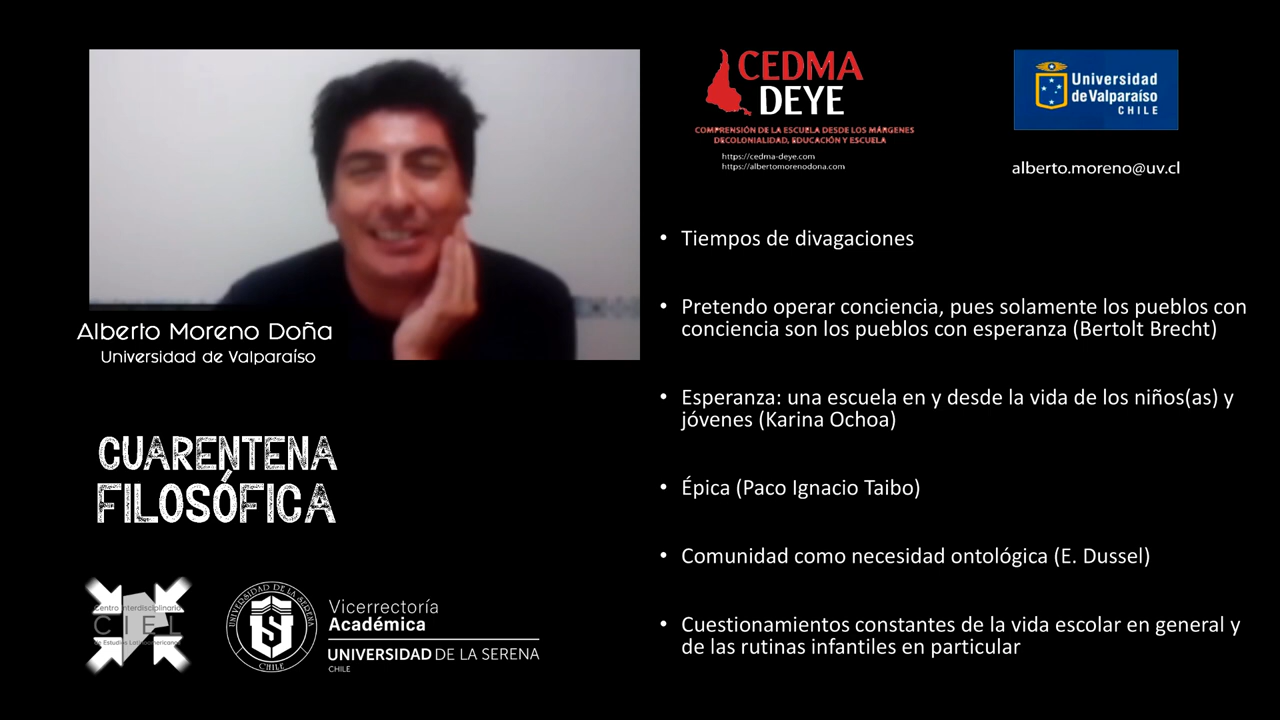 CEDMA
DEYE
COMPRENSIÓN DE LA ESCUELA DESDE LOS MÁRGENES
DECOLONIALIDAD, EDUCACIÓN Y ESCUELA
https://cedma-deye.com
https://albertomorenodona.com
Universidad
de Valparaíso
CHILE
alberto.moreno@uv.cl
Alberto Moreno Doña
Universidad de Valparaíso
• Tiempos de divagaciones
• Pretendo operar conciencia, pues solamente los pueblos con
conciencia son los pueblos con esperanza (Bertolt Brecht)
• Esperanza: una escuela en y desde la vida de los niños(as) y
jóvenes (Karina Ochoa)
• Épica (Paco Ignacio Taibo)
• Comunidad como necesidad ontológica (E. Dussel)
• Cuestionamientos constantes de la vida escolar en general y
de las rutinas infantiles en particular
CUARENTENA
FILOSÓFICA
Centro Interdisciplinario
CIEL
de Estudios Latinoamericanos
UNIVERSIDAD DE LA SERENA
CHILE
Vicerrectoría
Académica
UNIVERSIDAD DE LA SERENA
CHILE